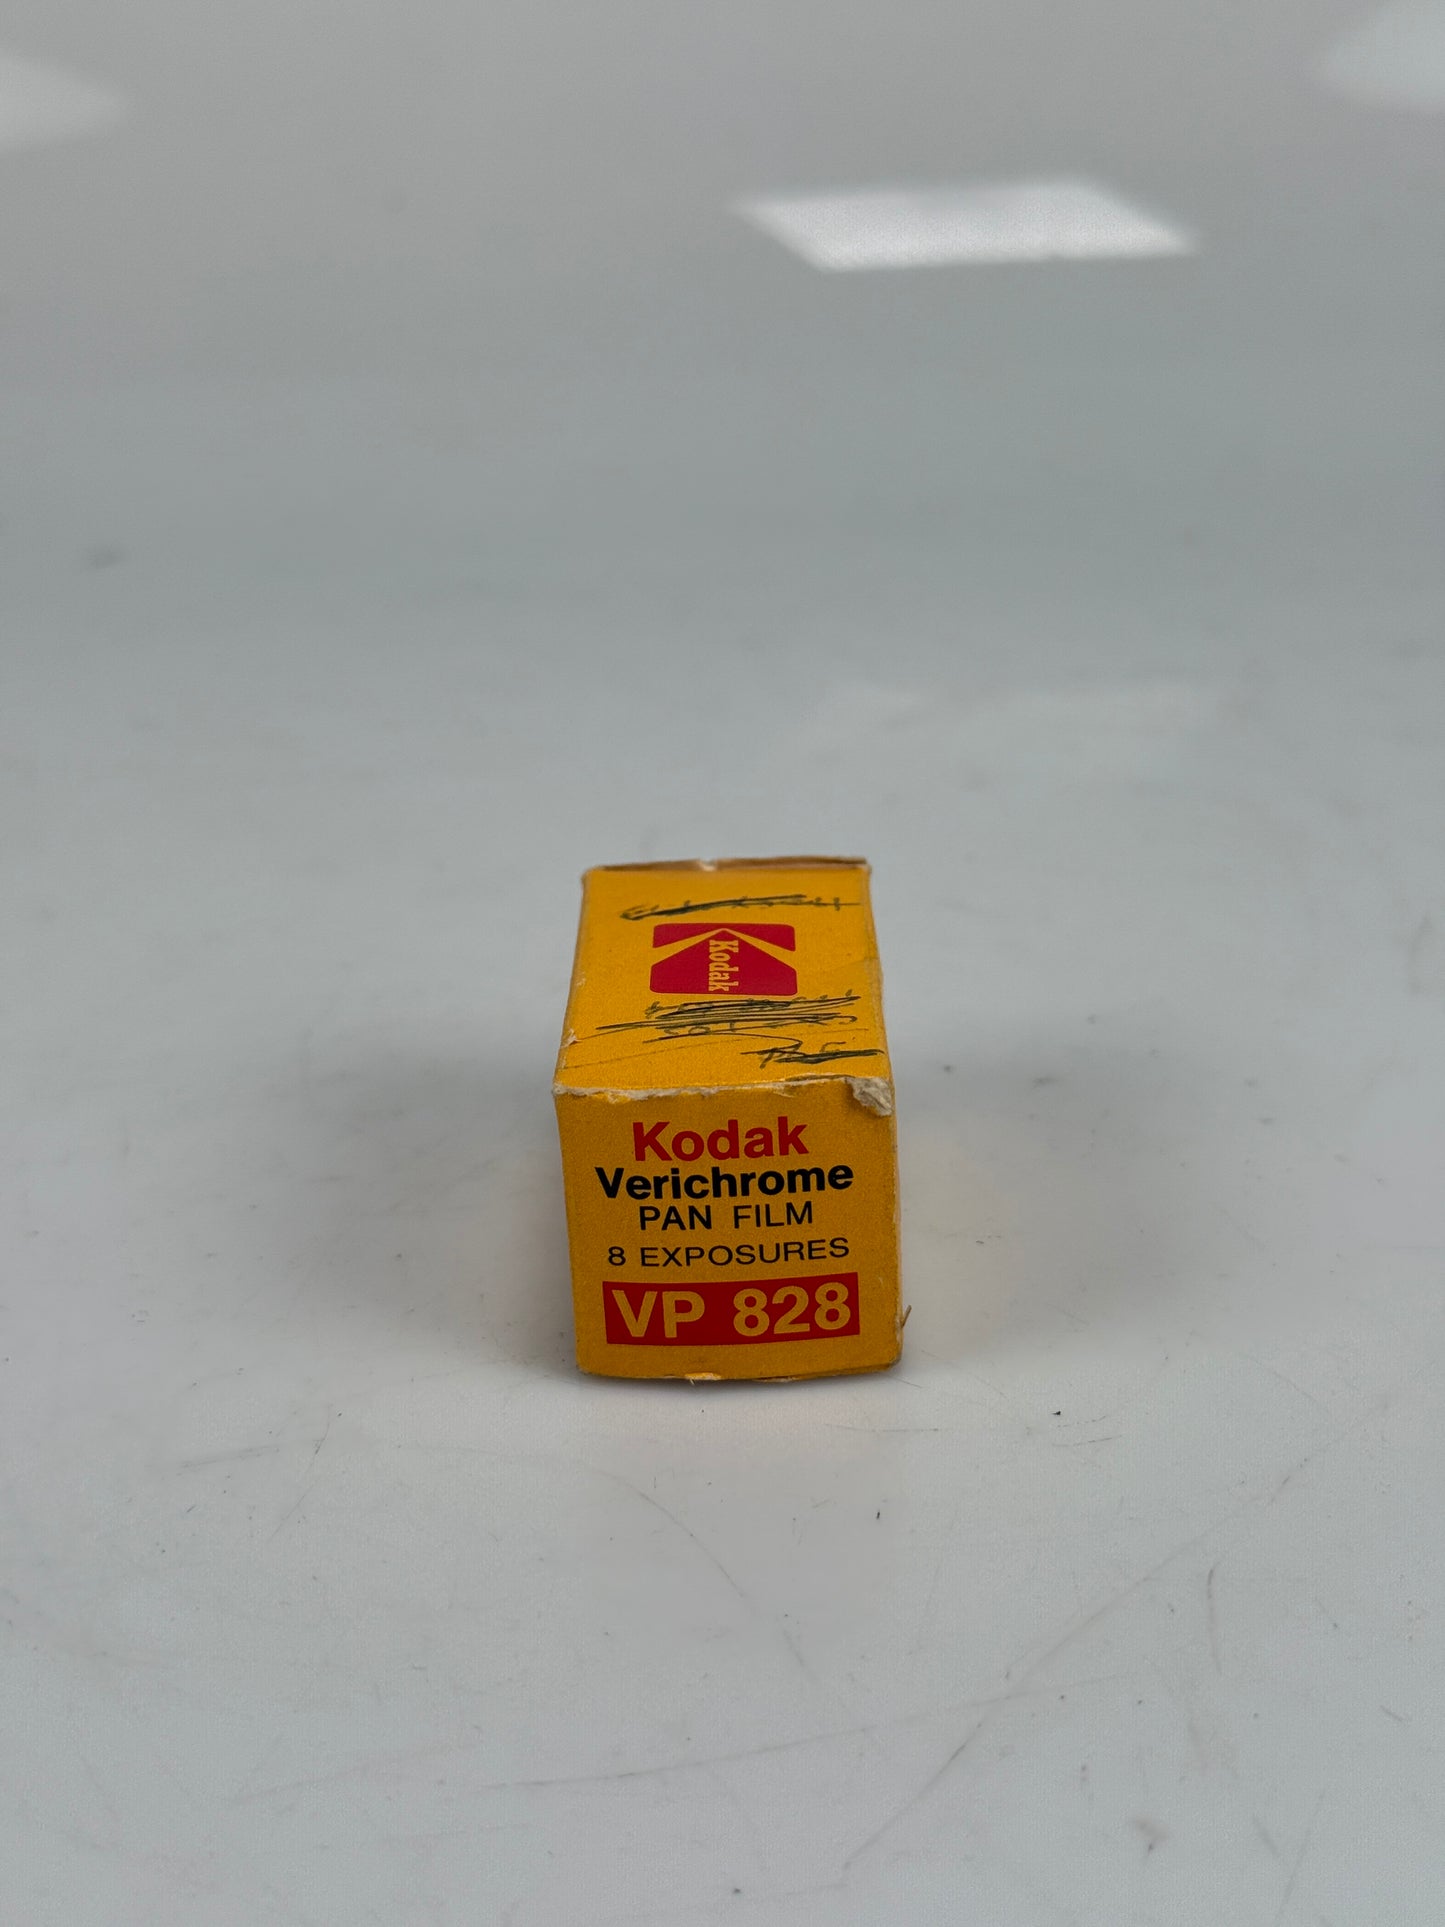 Kodak
Kodak
Verichrome
PAN FILM
8 EXPOSURES
VP 828